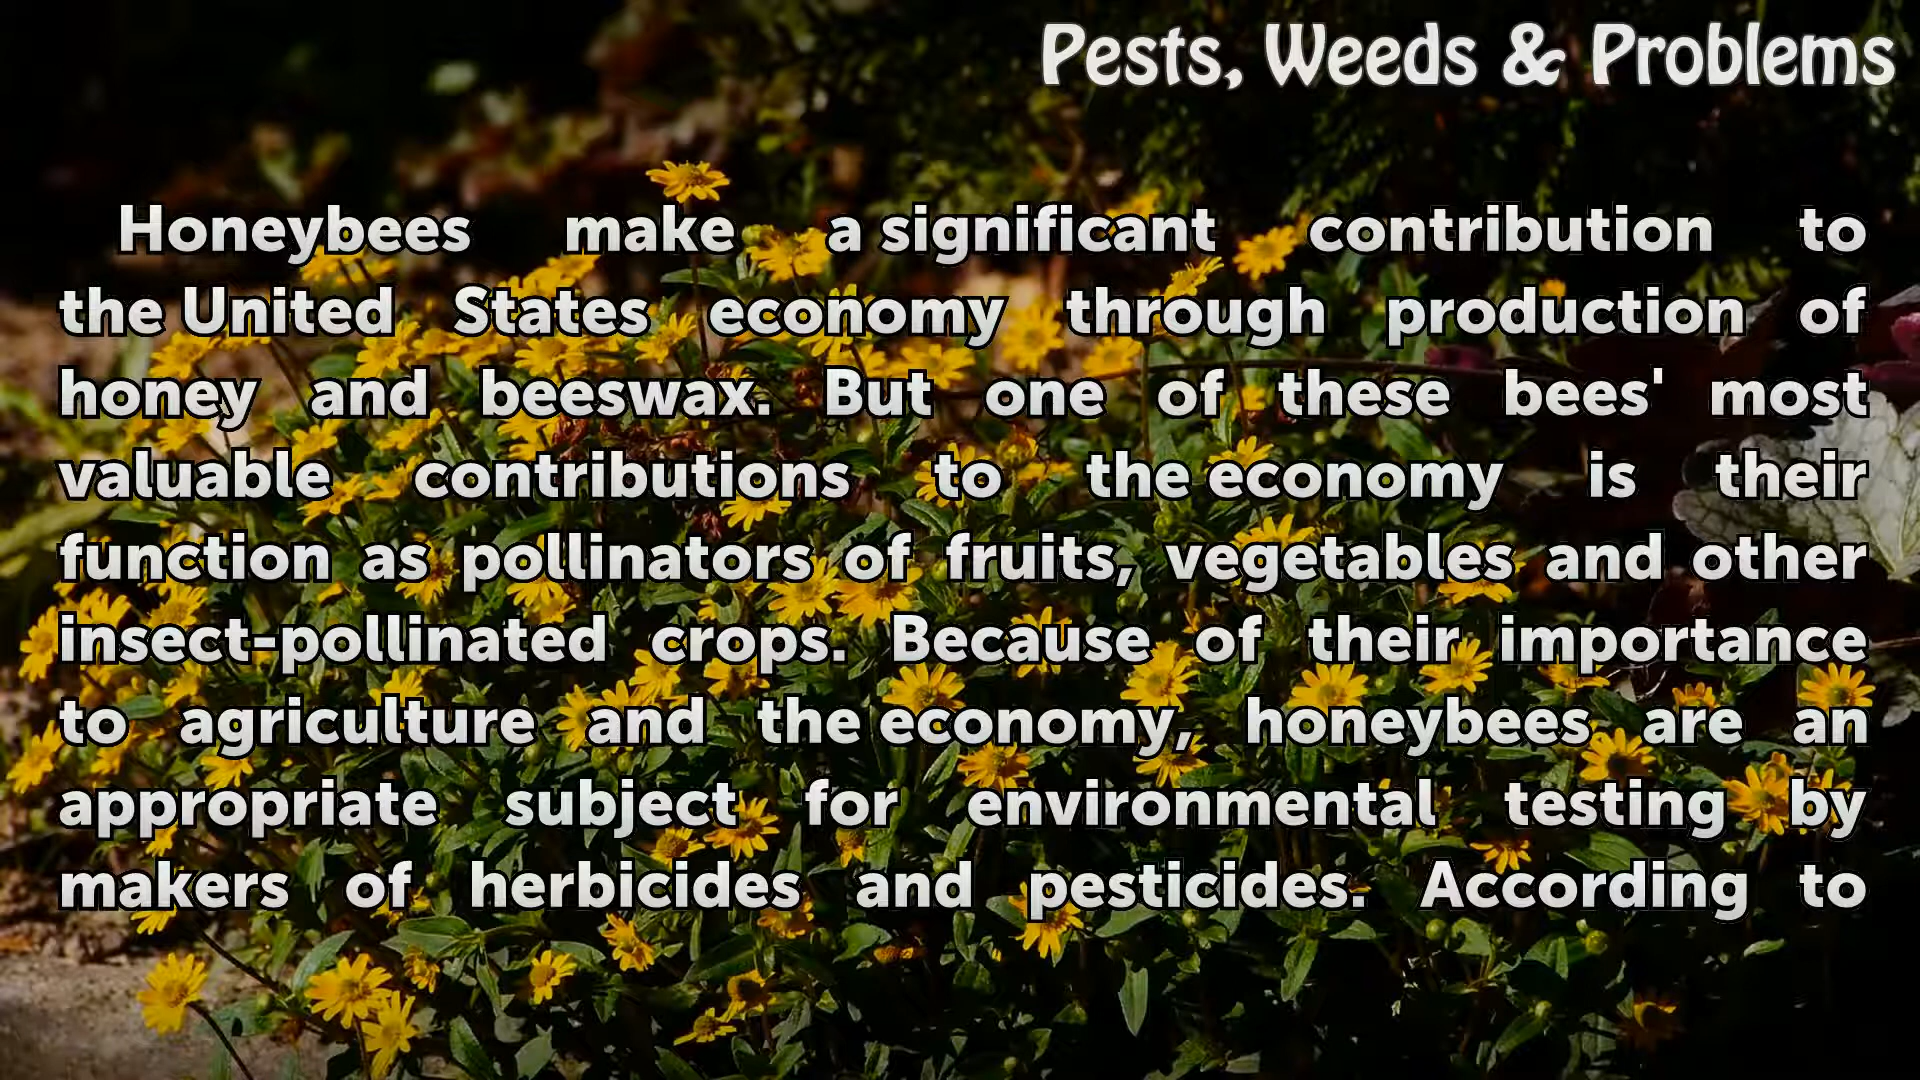 Pests, Weeds & Problems
Honeybees make a significant contribution to
the United States economy through production of
honey and beeswax. But one of these bees' most
valuable contributions to the economy is their
function as pollinators of fruits, vegetables and other
insect-pollinated crops. Because of their importance
to agriculture and the economy, honeybees are an
appropriate subject for environmental testing by
makers of herbicides and pesticides. According to